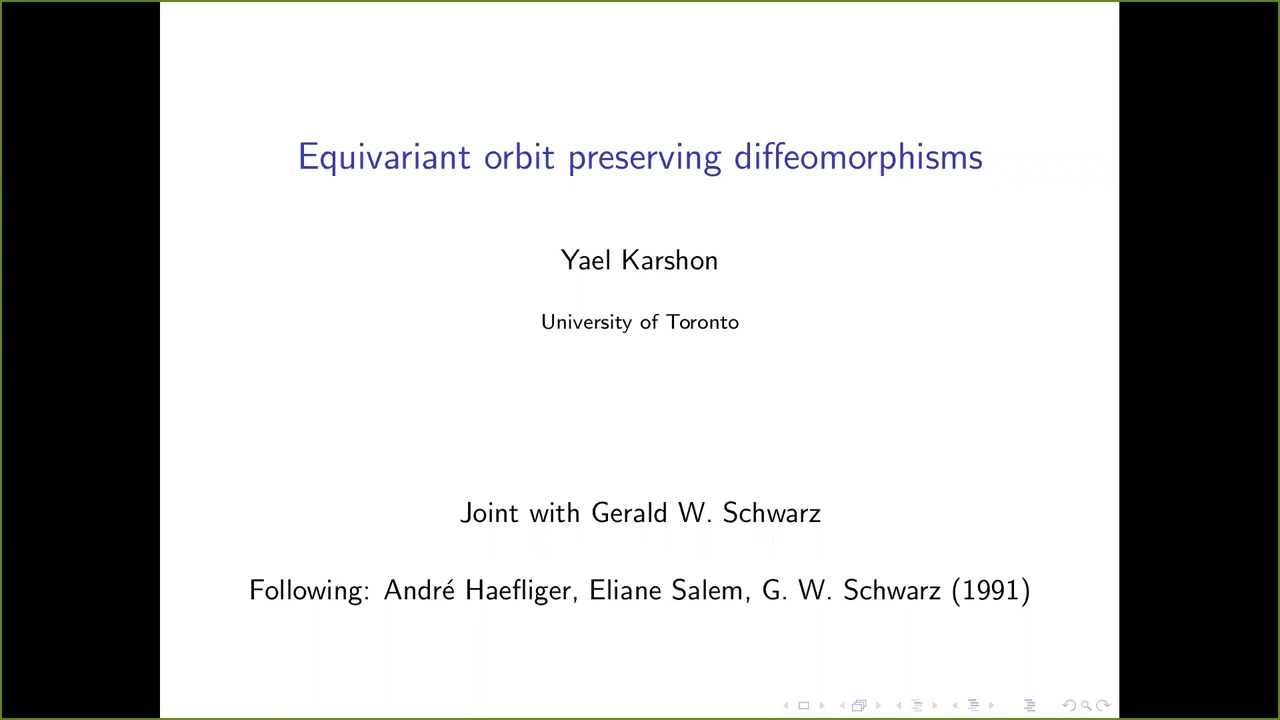 Equivariant orbit preserving diffeomorphisms
Yael Karshon
University of Toronto
Joint with Gerald W. Schwarz
Following: André Haefliger, Eliane Salem, G. W. Schwarz (1991)